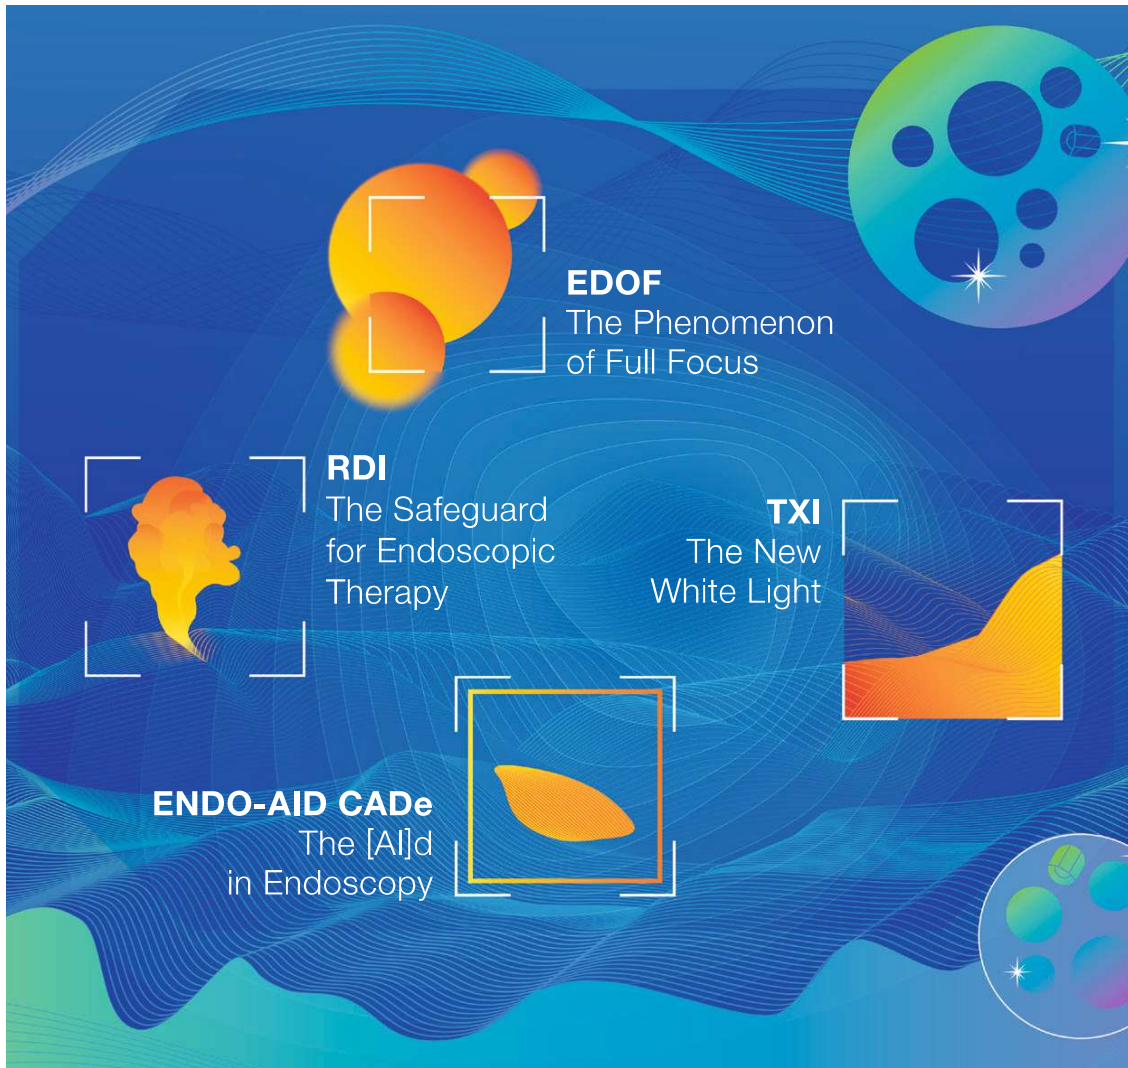 EDOF
The Phenomenon
of Full Focus
RDI
The Safeguard
for Endoscopic
Therapy
TXI
The New
White Light
ENDO-AID CADe
The [AI]d
in Endoscopy